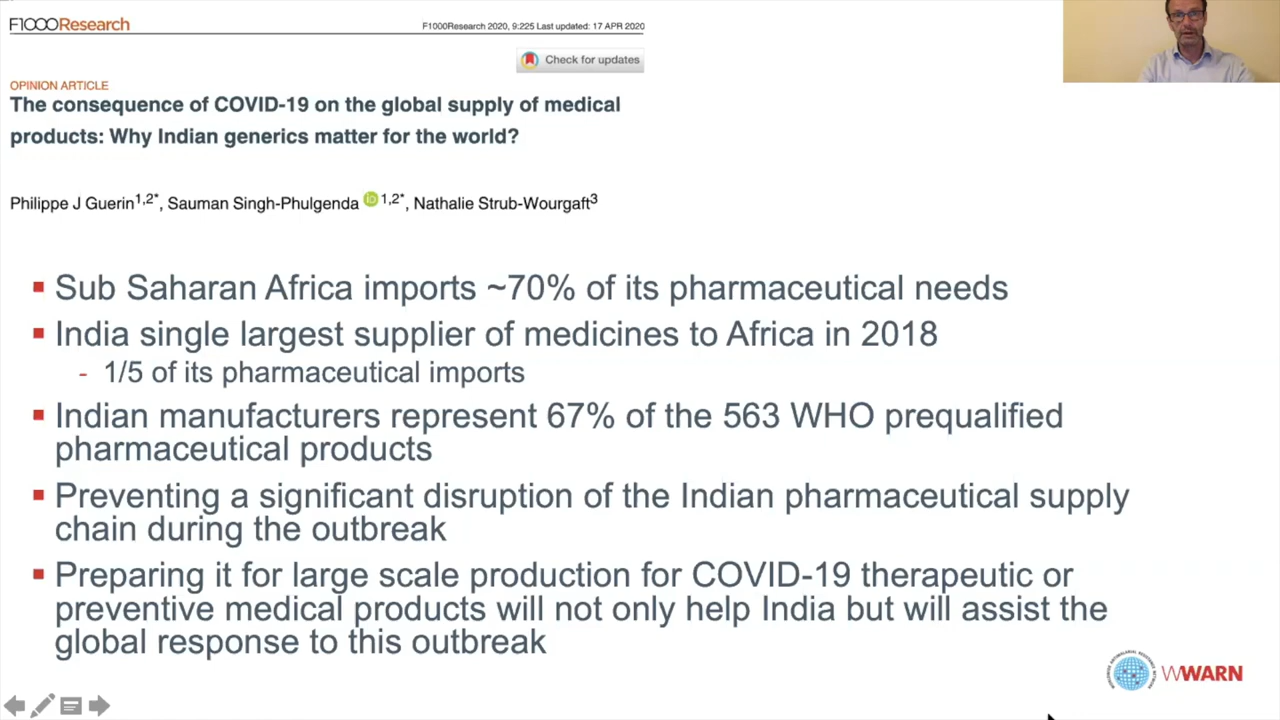 F1000Research
F1000Research 2020, 9:225 Last updated: 17 APR 2020
Check for updates
OPINION ARTICLE
The consequence of COVID-19 on the global supply of medical
products: Why Indian generics matter for the world?
Philippe J Guerin1,2*, Sauman Singh-Phulgenda iD 1,2*, Nathalie Strub-Wourgaft3
▪ Sub Saharan Africa imports ~70% of its pharmaceutical needs
▪ India single largest supplier of medicines to Africa in 2018
- 1/5 of its pharmaceutical imports
▪ Indian manufacturers represent 67% of the 563 WHO prequalified
pharmaceutical products
▪ Preventing a significant disruption of the Indian pharmaceutical supply
chain during the outbreak
▪ Preparing it for large scale production for COVID-19 therapeutic or
preventive medical products will not only help India but will assist the
global response to this outbreak
WORLDWIDE ANTIMALARIAL RESISTANCE NETWORK
WWARN